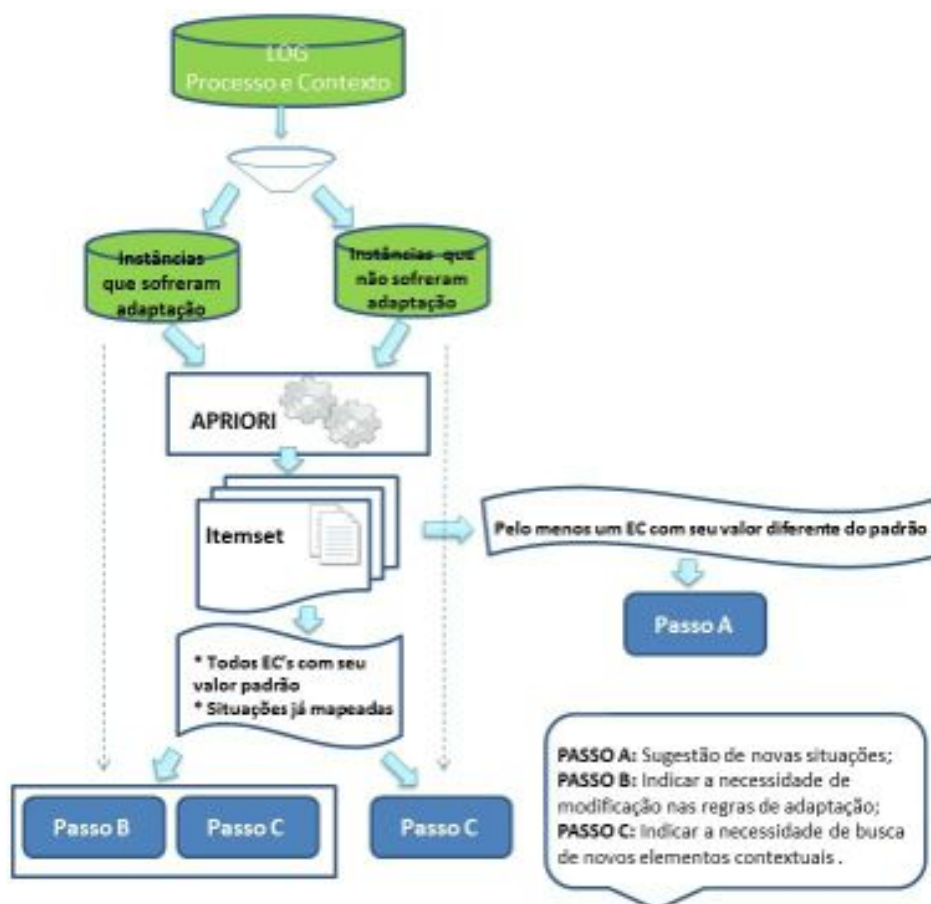 LOG
Processo e Contexto
Instâncias
que sofreram
adaptação
Instâncias que
não sofreram
adaptação
APRIORI
Itemset
Pelo menos um EC com seu valor diferente do padrão
Passo A
* Todos EC's com seu
valor padrão
* Situações já mapeadas
Passo B
Passo C
Passo C
PASSO A: Sugestão de novas situações;
PASSO B: Indicar a necessidade de
modificação nas regras de adaptação;
PASSO C: Indicar a necessidade de busca
de novos elementos contextuais .